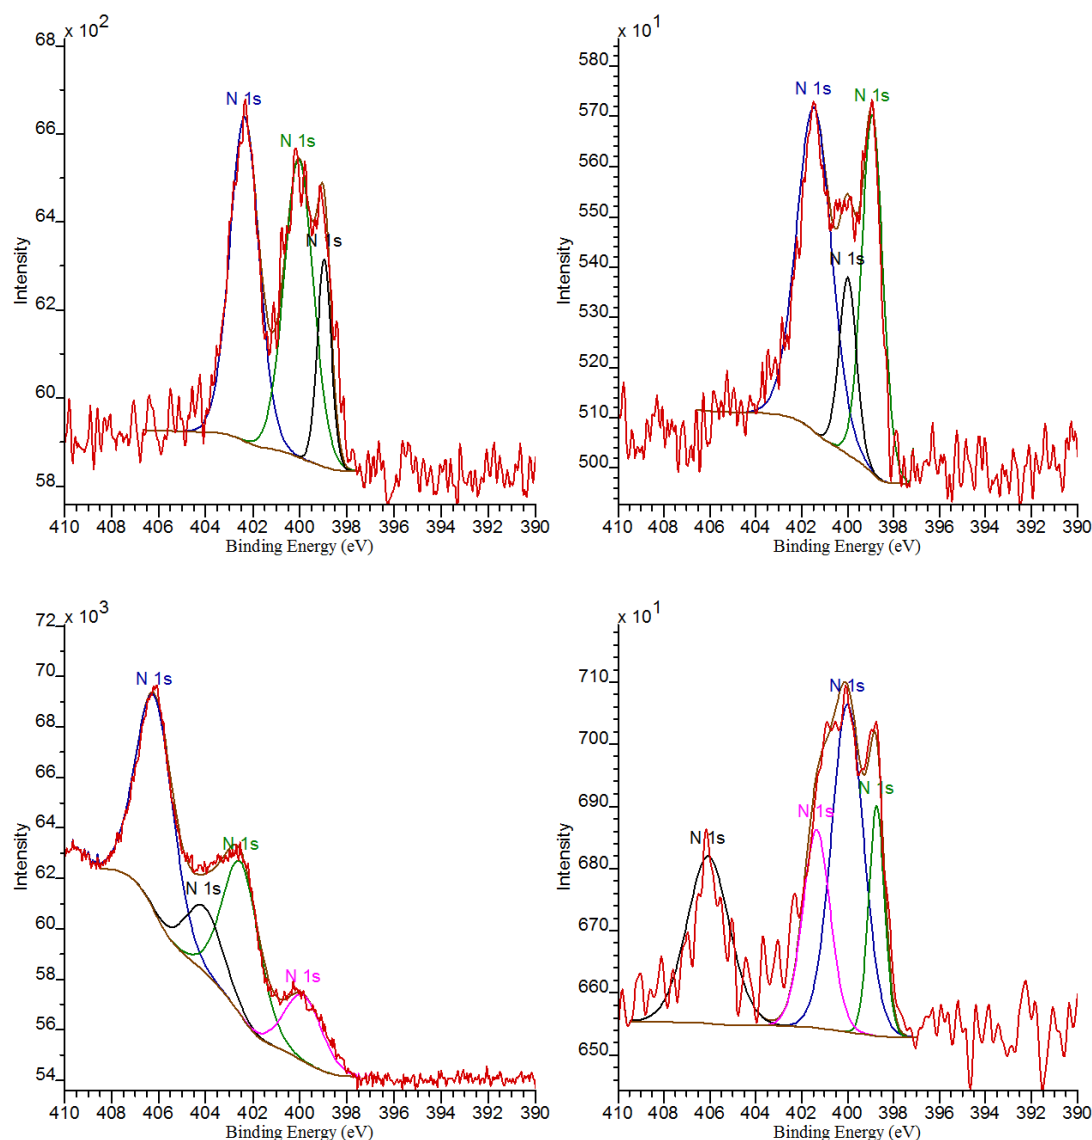 x 10²
68
66
64
62
60
58
Intensity
N 1s
N 1s
N 1s
410 408 406 404 402 400 398 396 394 392 390
Binding Energy (eV)
x 10¹
580
570
560
550
540
530
520
510
500
Intensity
N 1s
N 1s
N 1s
410 408 406 404 402 400 398 396 394 392 390
Binding Energy (eV)
x 10³
72
70
68
66
64
62
60
58
56
54
Intensity
N 1s
N 1s
N 1s
N 1s
410 408 406 404 402 400 398 396 394 392 390
Binding Energy (eV)
x 10¹
710
700
690
680
670
660
650
Intensity
N 1s
N 1s
N 1s
N 1s
410 408 406 404 402 400 398 396 394 392 390
Binding Energy (eV)